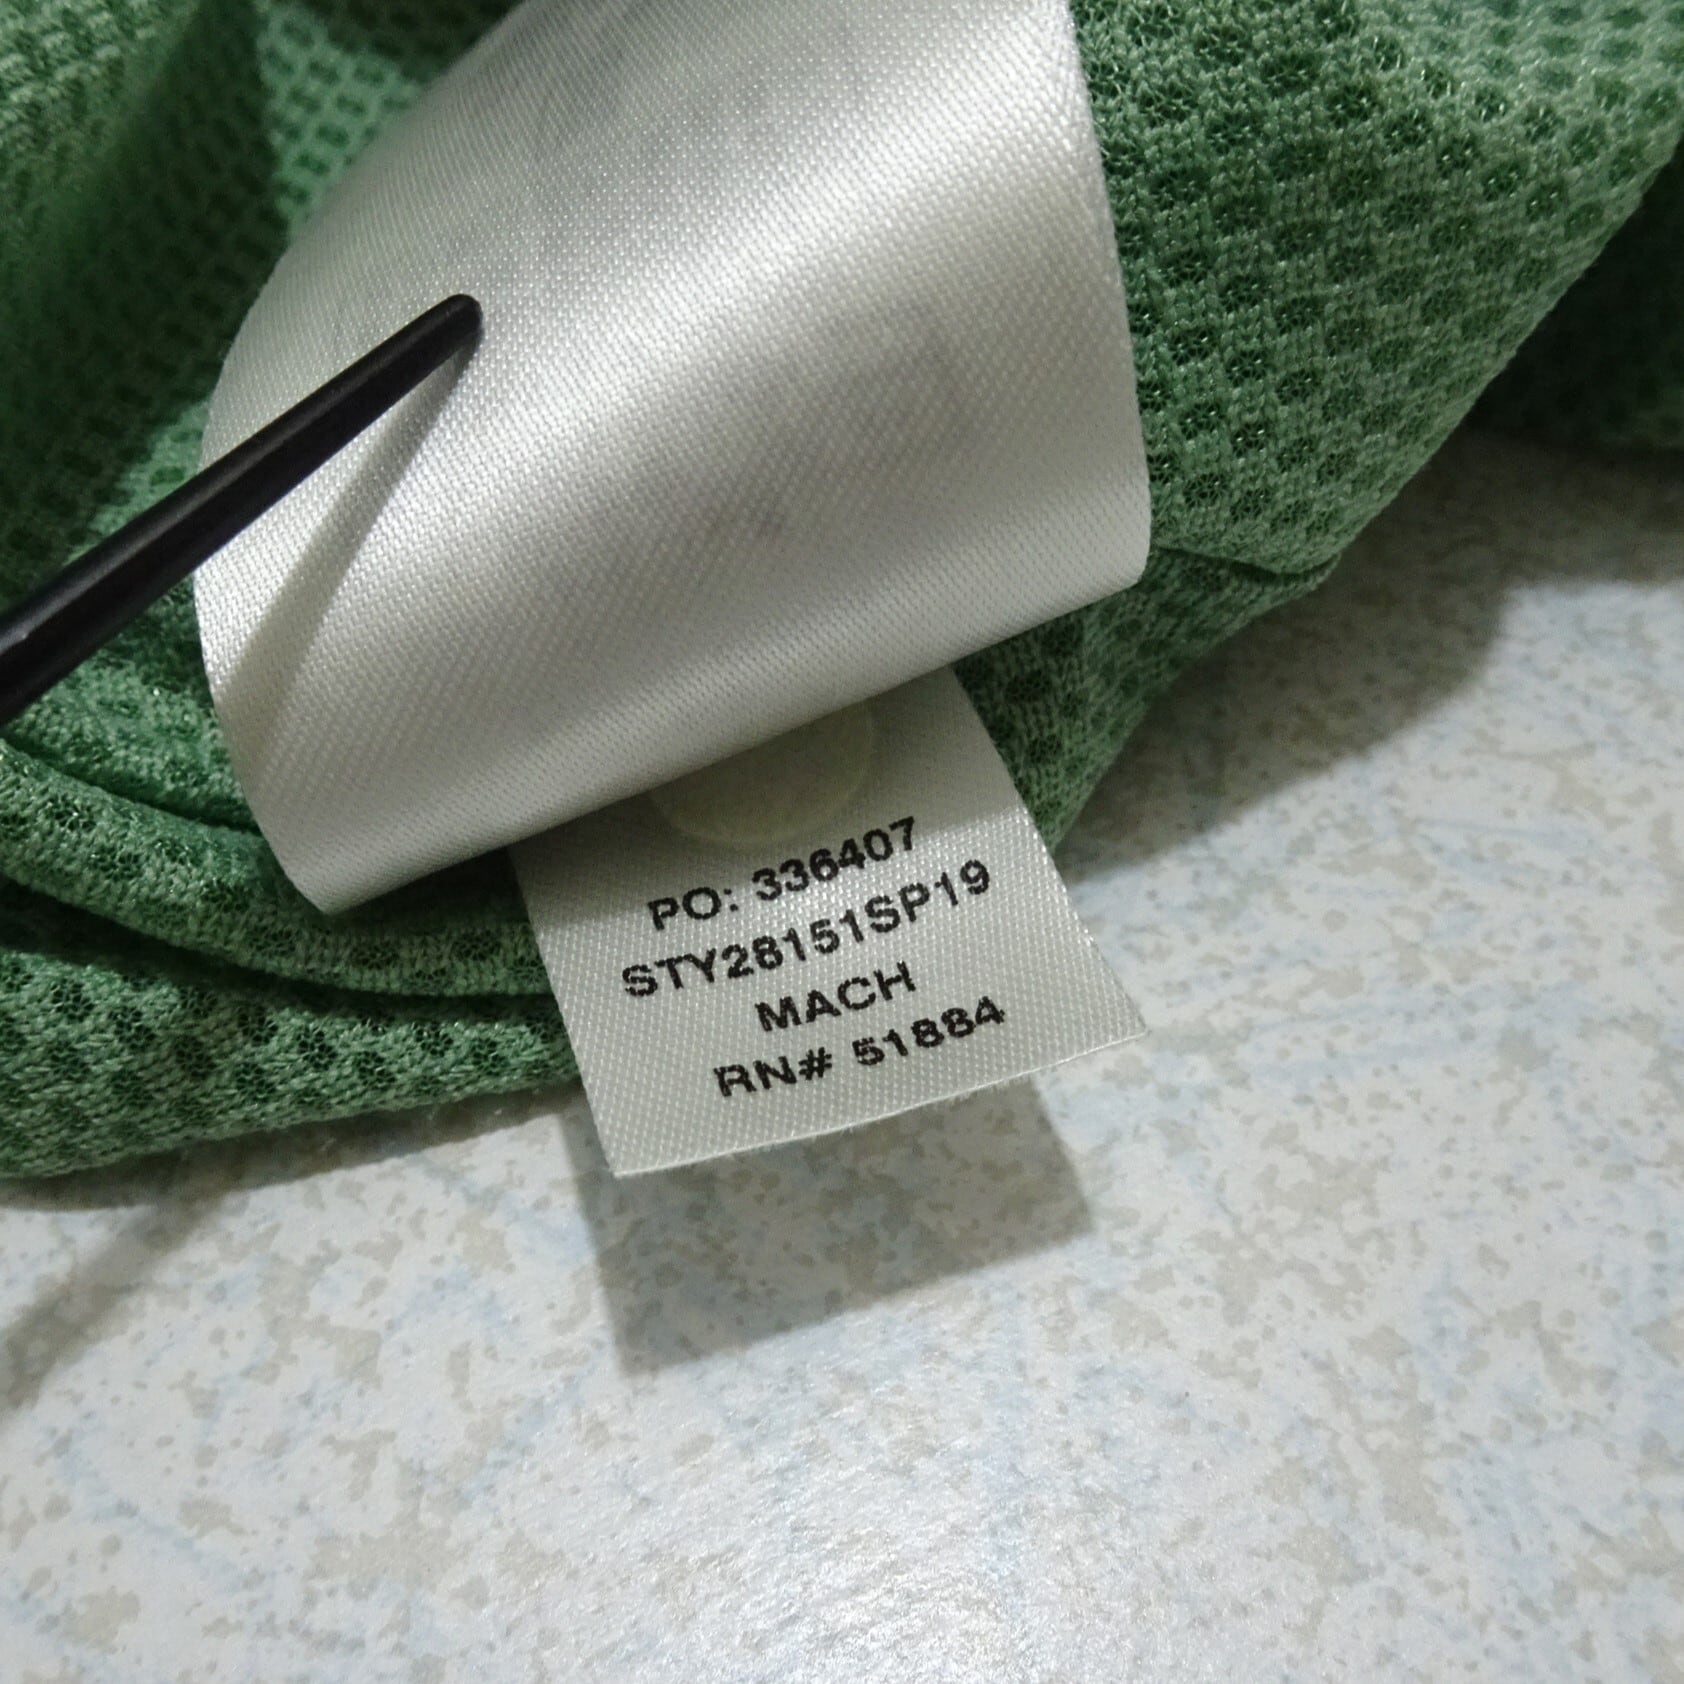 PO: 336407
STY28151SP19
MACH
RN# 51884